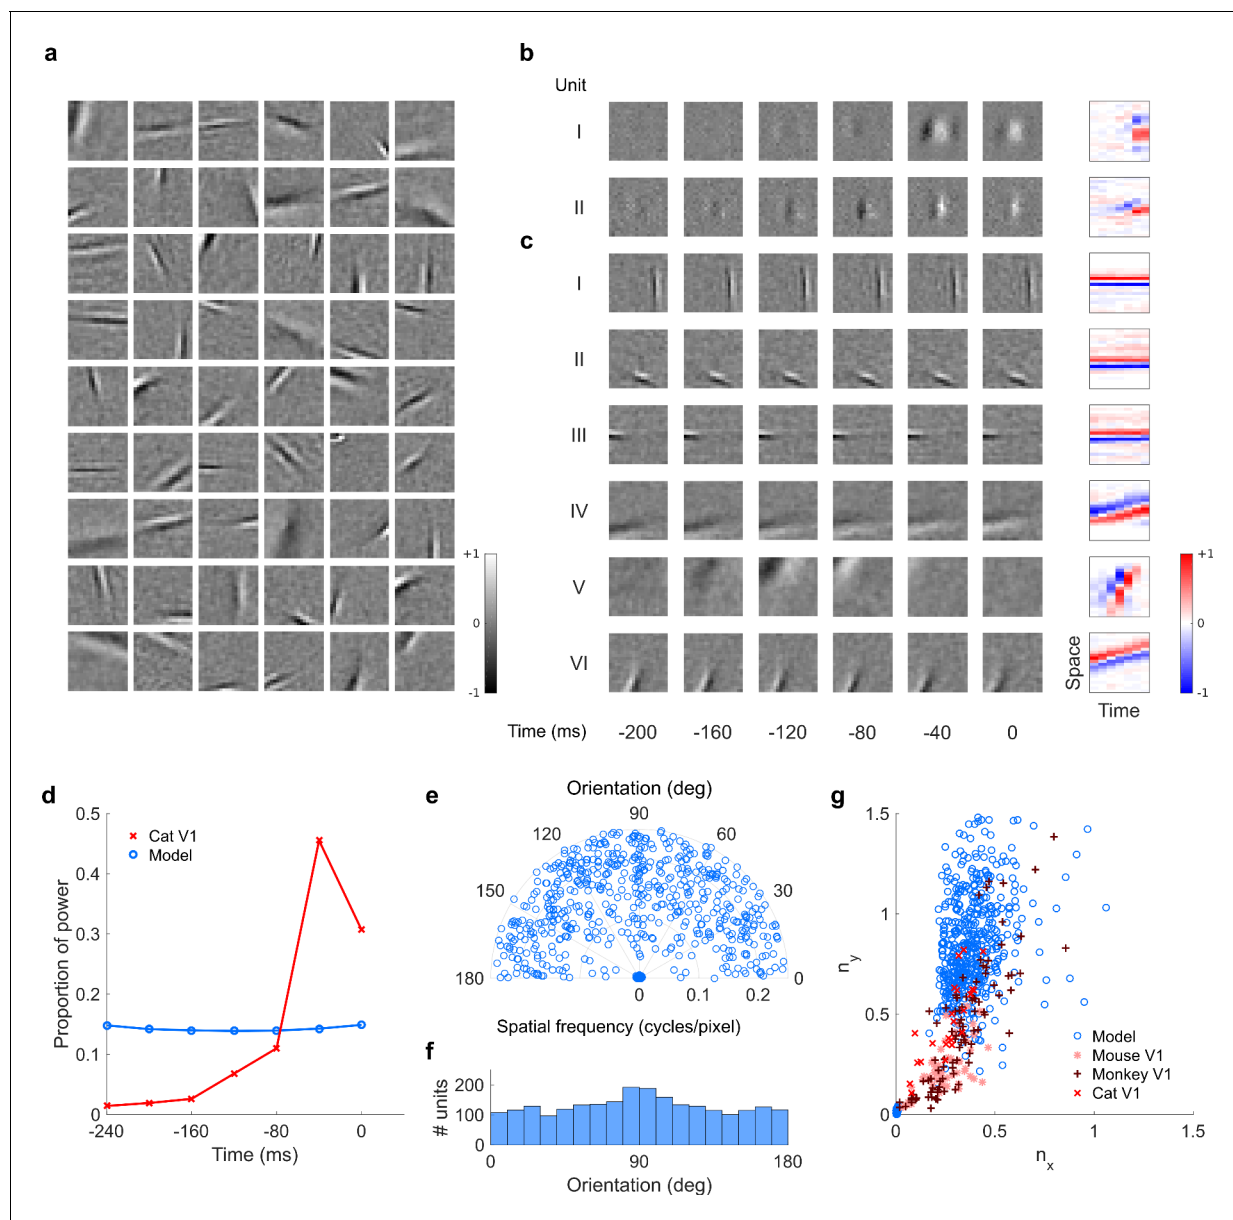 a
+1
0
-1
b
Unit
I
II
c
I
II
III
IV
V
VI
Time (ms) -200 -160 -120 -80 -40 0
Space
Time
+1
0
-1
d
0.5
0.4
0.3
0.2
0.1
0
Proportion of power
Cat V1
Model
-240 -160 -80 0
Time (ms)
e
Orientation (deg)
90
120 60
150 30
180 0 0.1 0.2 0
Spatial frequency (cycles/pixel)
f
200
100
0
# units
0 90 180
Orientation (deg)
g
1.5
1
0.5
0
n_y
Model
Mouse V1
Monkey V1
Cat V1
0 0.5 1 1.5
n_x